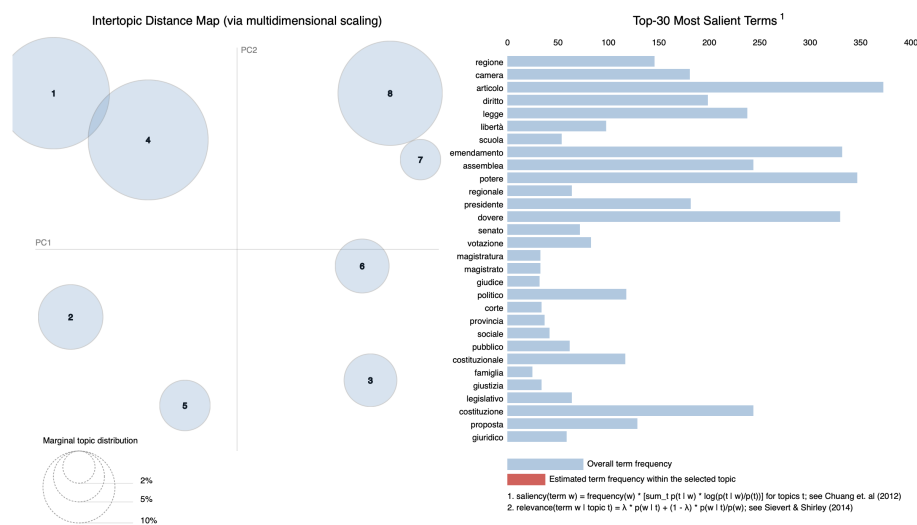 Intertopic Distance Map (via multidimensional scaling)
PC2
PC1
1
4
8
7
6
2
3
5
Marginal topic distribution
2%
5%
10%
Top-30 Most Salient Terms 1
0 50 100 150 200 250 300 350 400
regione
camera
articolo
diritto
legge
libertà
scuola
emendamento
assemblea
potere
regionale
presidente
dovere
senato
votazione
magistratura
magistrato
giudice
politico
corte
provincia
sociale
pubblico
costituzionale
famiglia
giustizia
legislativo
costituzione
proposta
giuridico
Overall term frequency
Estimated term frequency within the selected topic
1. saliency(term w) = frequency(w) * [sum_t p(t | w) * log(p(t | w)/p(t))] for topics t; see Chuang et. al (2012)
2. relevance(term w | topic t) = λ * p(w | t) + (1 - λ) * p(w | t)/p(w); see Sievert & Shirley (2014)